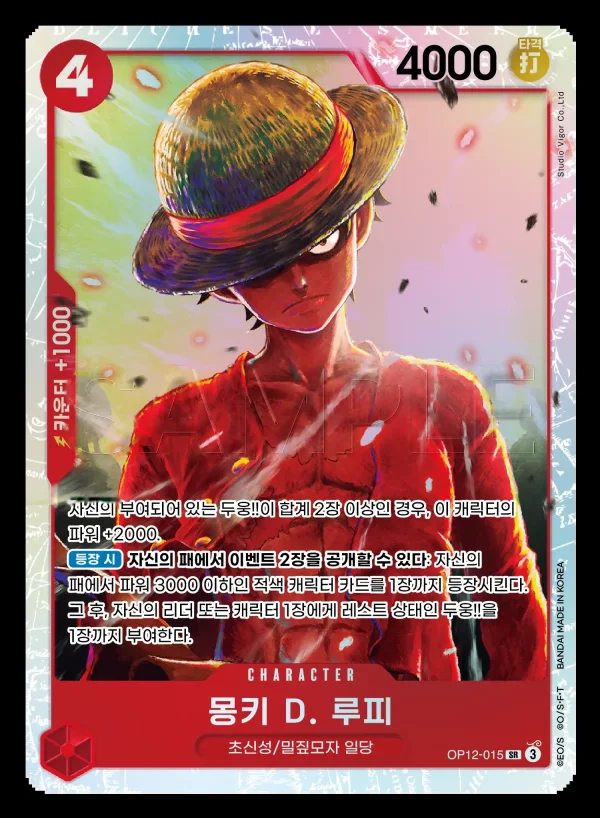 4
4000
타격
打
Studio Vigor Co.,Ltd
카운터 +1000
SAMPLE
자신의 부여되어 있는 두웅!!이 합계 2장 이상인 경우, 이 캐릭터의
파워 +2000.
등장 시 자신의 패에서 이벤트 2장을 공개할 수 있다: 자신의
패에서 파워 3000 이하인 적색 캐릭터 카드를 1장까지 등장시킨다.
그 후, 자신의 리더 또는 캐릭터 1장에게 레스트 상태인 두웅!!을
1장까지 부여한다.
CHARACTER
몽키 D. 루피
초신성/밀짚모자 일당
OP12-015 SR 3
©E.O/S ©O/S·F·T BANDAI MADE IN KOREA